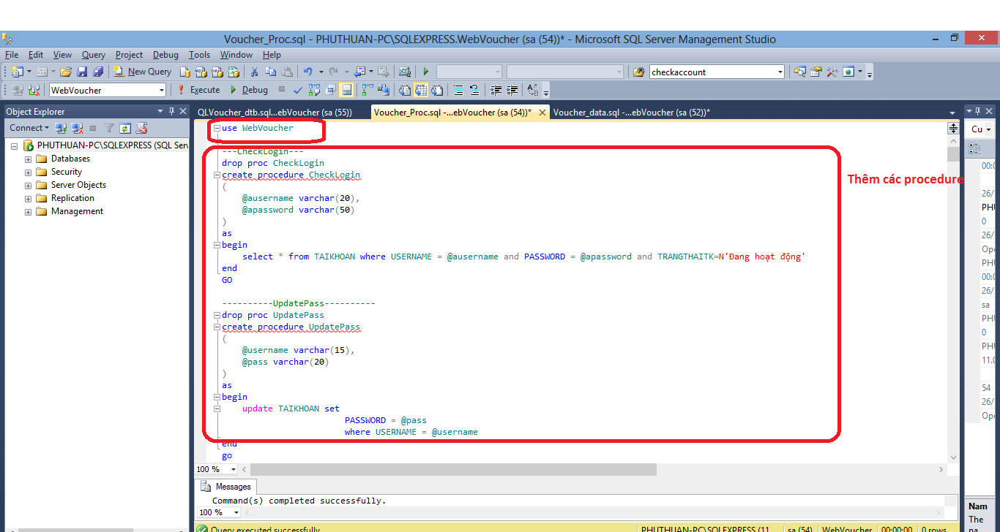 Voucher_Proc.sql - PHUTHUAN-PC\SQLEXPRESS.WebVoucher (sa (54))* - Microsoft SQL Server Management Studio
File Edit View Query Project Debug Tools Window Help
New Query checkaccount
WebVoucher Execute Debug
Object Explorer
Connect
PHUTHUAN-PC\SQLEXPRESS (SQL Ser
Databases
Security
Server Objects
Replication
Management
QLVoucher_dtb.sql...ebVoucher (sa (55)) Voucher_Proc.sql -...ebVoucher (sa (54))* Voucher_data.sql -...ebVoucher (sa (52))*
use WebVoucher
---CheckLogin---
drop proc CheckLogin
create procedure CheckLogin
(
@ausername varchar(20),
@apassword varchar(50)
)
as
begin
select * from TAIKHOAN where USERNAME = @ausername and PASSWORD = @apassword and TRANGTHAITK=N'Đang hoạt động'
end
GO
----------UpdatePass----------
drop proc UpdatePass
create procedure UpdatePass
(
@username varchar(15),
@pass varchar(20)
)
as
begin
update TAIKHOAN set
PASSWORD = @pass
where USERNAME = @username
end
go
100 %
Thêm các procedure
Messages
Command(s) completed successfully.
100 %
Query executed successfully.
PHUTHUAN-PC\SQLEXPRESS (11... sa (54) WebVoucher 00:00:00 0 rows
Cu
00:0
26/
PHU
0
26/
Ope
PHU
00:0
26/
sa
PHU
0
PHU
11.0
54
26/
Ope
Nam
The
na